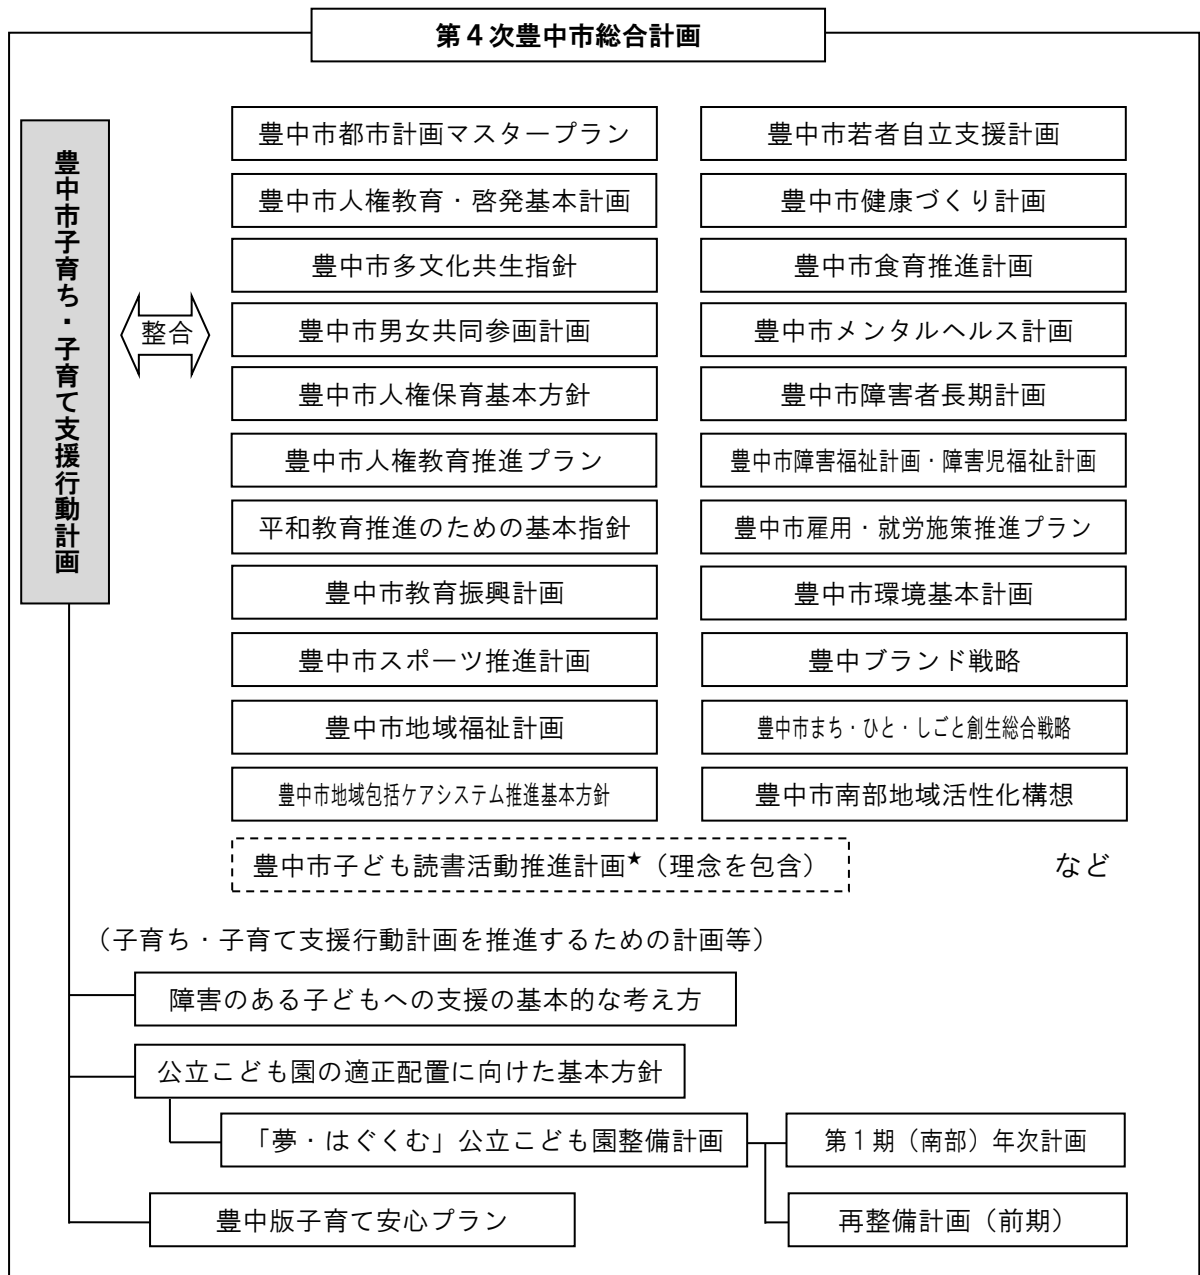 第４次豊中市総合計画
豊中市子育ち・子育て支援行動計画
整合
豊中市都市計画マスタープラン
豊中市人権教育・啓発基本計画
豊中市多文化共生指針
豊中市男女共同参画計画
豊中市人権保育基本方針
豊中市人権教育推進プラン
平和教育推進のための基本指針
豊中市教育振興計画
豊中市スポーツ推進計画
豊中市地域福祉計画
豊中市地域包括ケアシステム推進基本方針
豊中市若者自立支援計画
豊中市健康づくり計画
豊中市食育推進計画
豊中市メンタルヘルス計画
豊中市障害者長期計画
豊中市障害福祉計画・障害児福祉計画
豊中市雇用・就労施策推進プラン
豊中市環境基本計画
豊中ブランド戦略
豊中市まち・ひと・しごと創生総合戦略
豊中市南部地域活性化構想
豊中市子ども読書活動推進計画★（理念を包含）
など
（子育ち・子育て支援行動計画を推進するための計画等）
障害のある子どもへの支援の基本的な考え方
公立こども園の適正配置に向けた基本方針
「夢・はぐくむ」公立こども園整備計画
第１期（南部）年次計画
再整備計画（前期）
豊中版子育て安心プラン